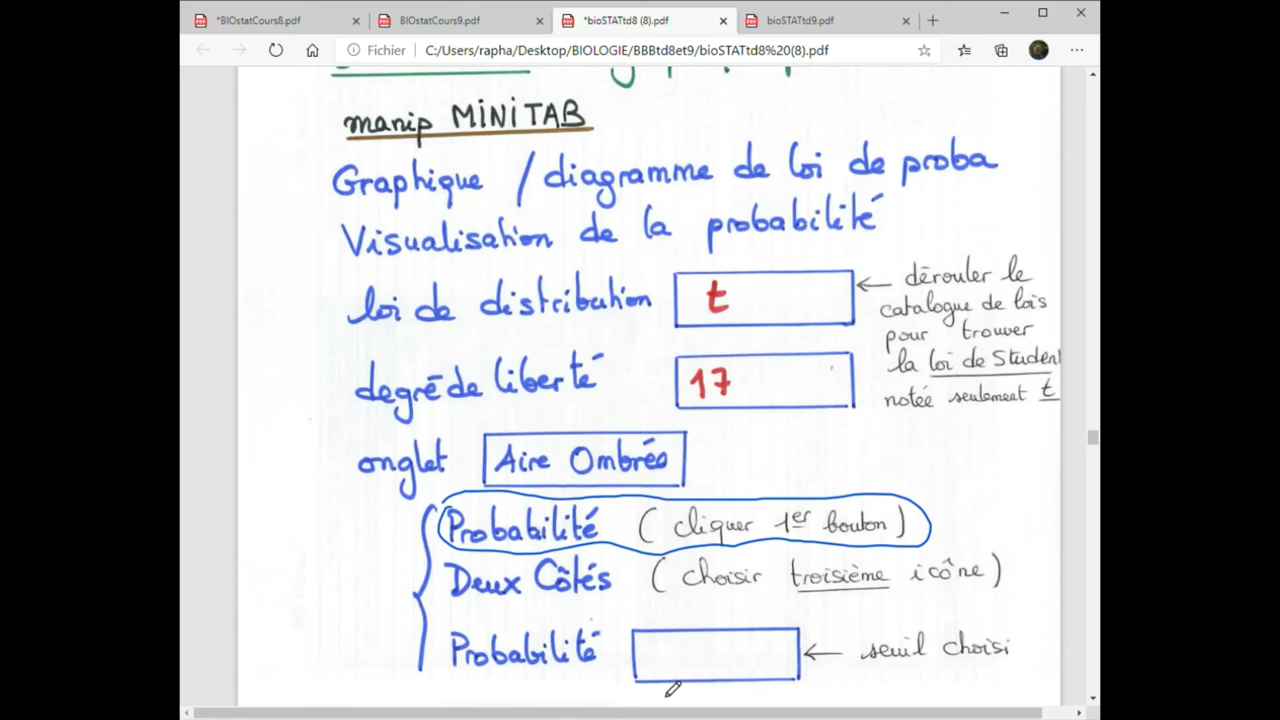 *BIOstatCours8.pdf
BIOstatCours9.pdf
*bioSTATtd8 (8).pdf
bioSTATtd9.pdf
Fichier
C:/Users/rapha/Desktop/BIOLOGIE/BBBtd8et9/bioSTATtd8%20(8).pdf
manip MINITAB
Graphique / diagramme de loi de proba
Visualisation de la probabilité
loi de distribution t
← dérouler le
catalogue de lois
pour trouver
la loi de Student
notée seulement t
degré de liberté 17
onglet Aire Ombrée
Probabilité (cliquer 1er bouton)
Deux Côtés (choisir troisième icône)
Probabilité ← seuil choisi